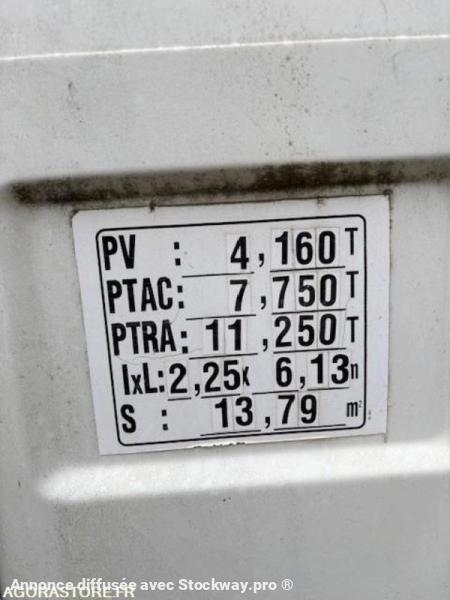 PV : 4,160 T
PTAC: 7,750 T
PTRA: 11,250 T
lxL: 2,25x 6,13m
S : 13,79 m²
Annonce diffusée avec Stockway.pro ®
AGORASTORE.FR